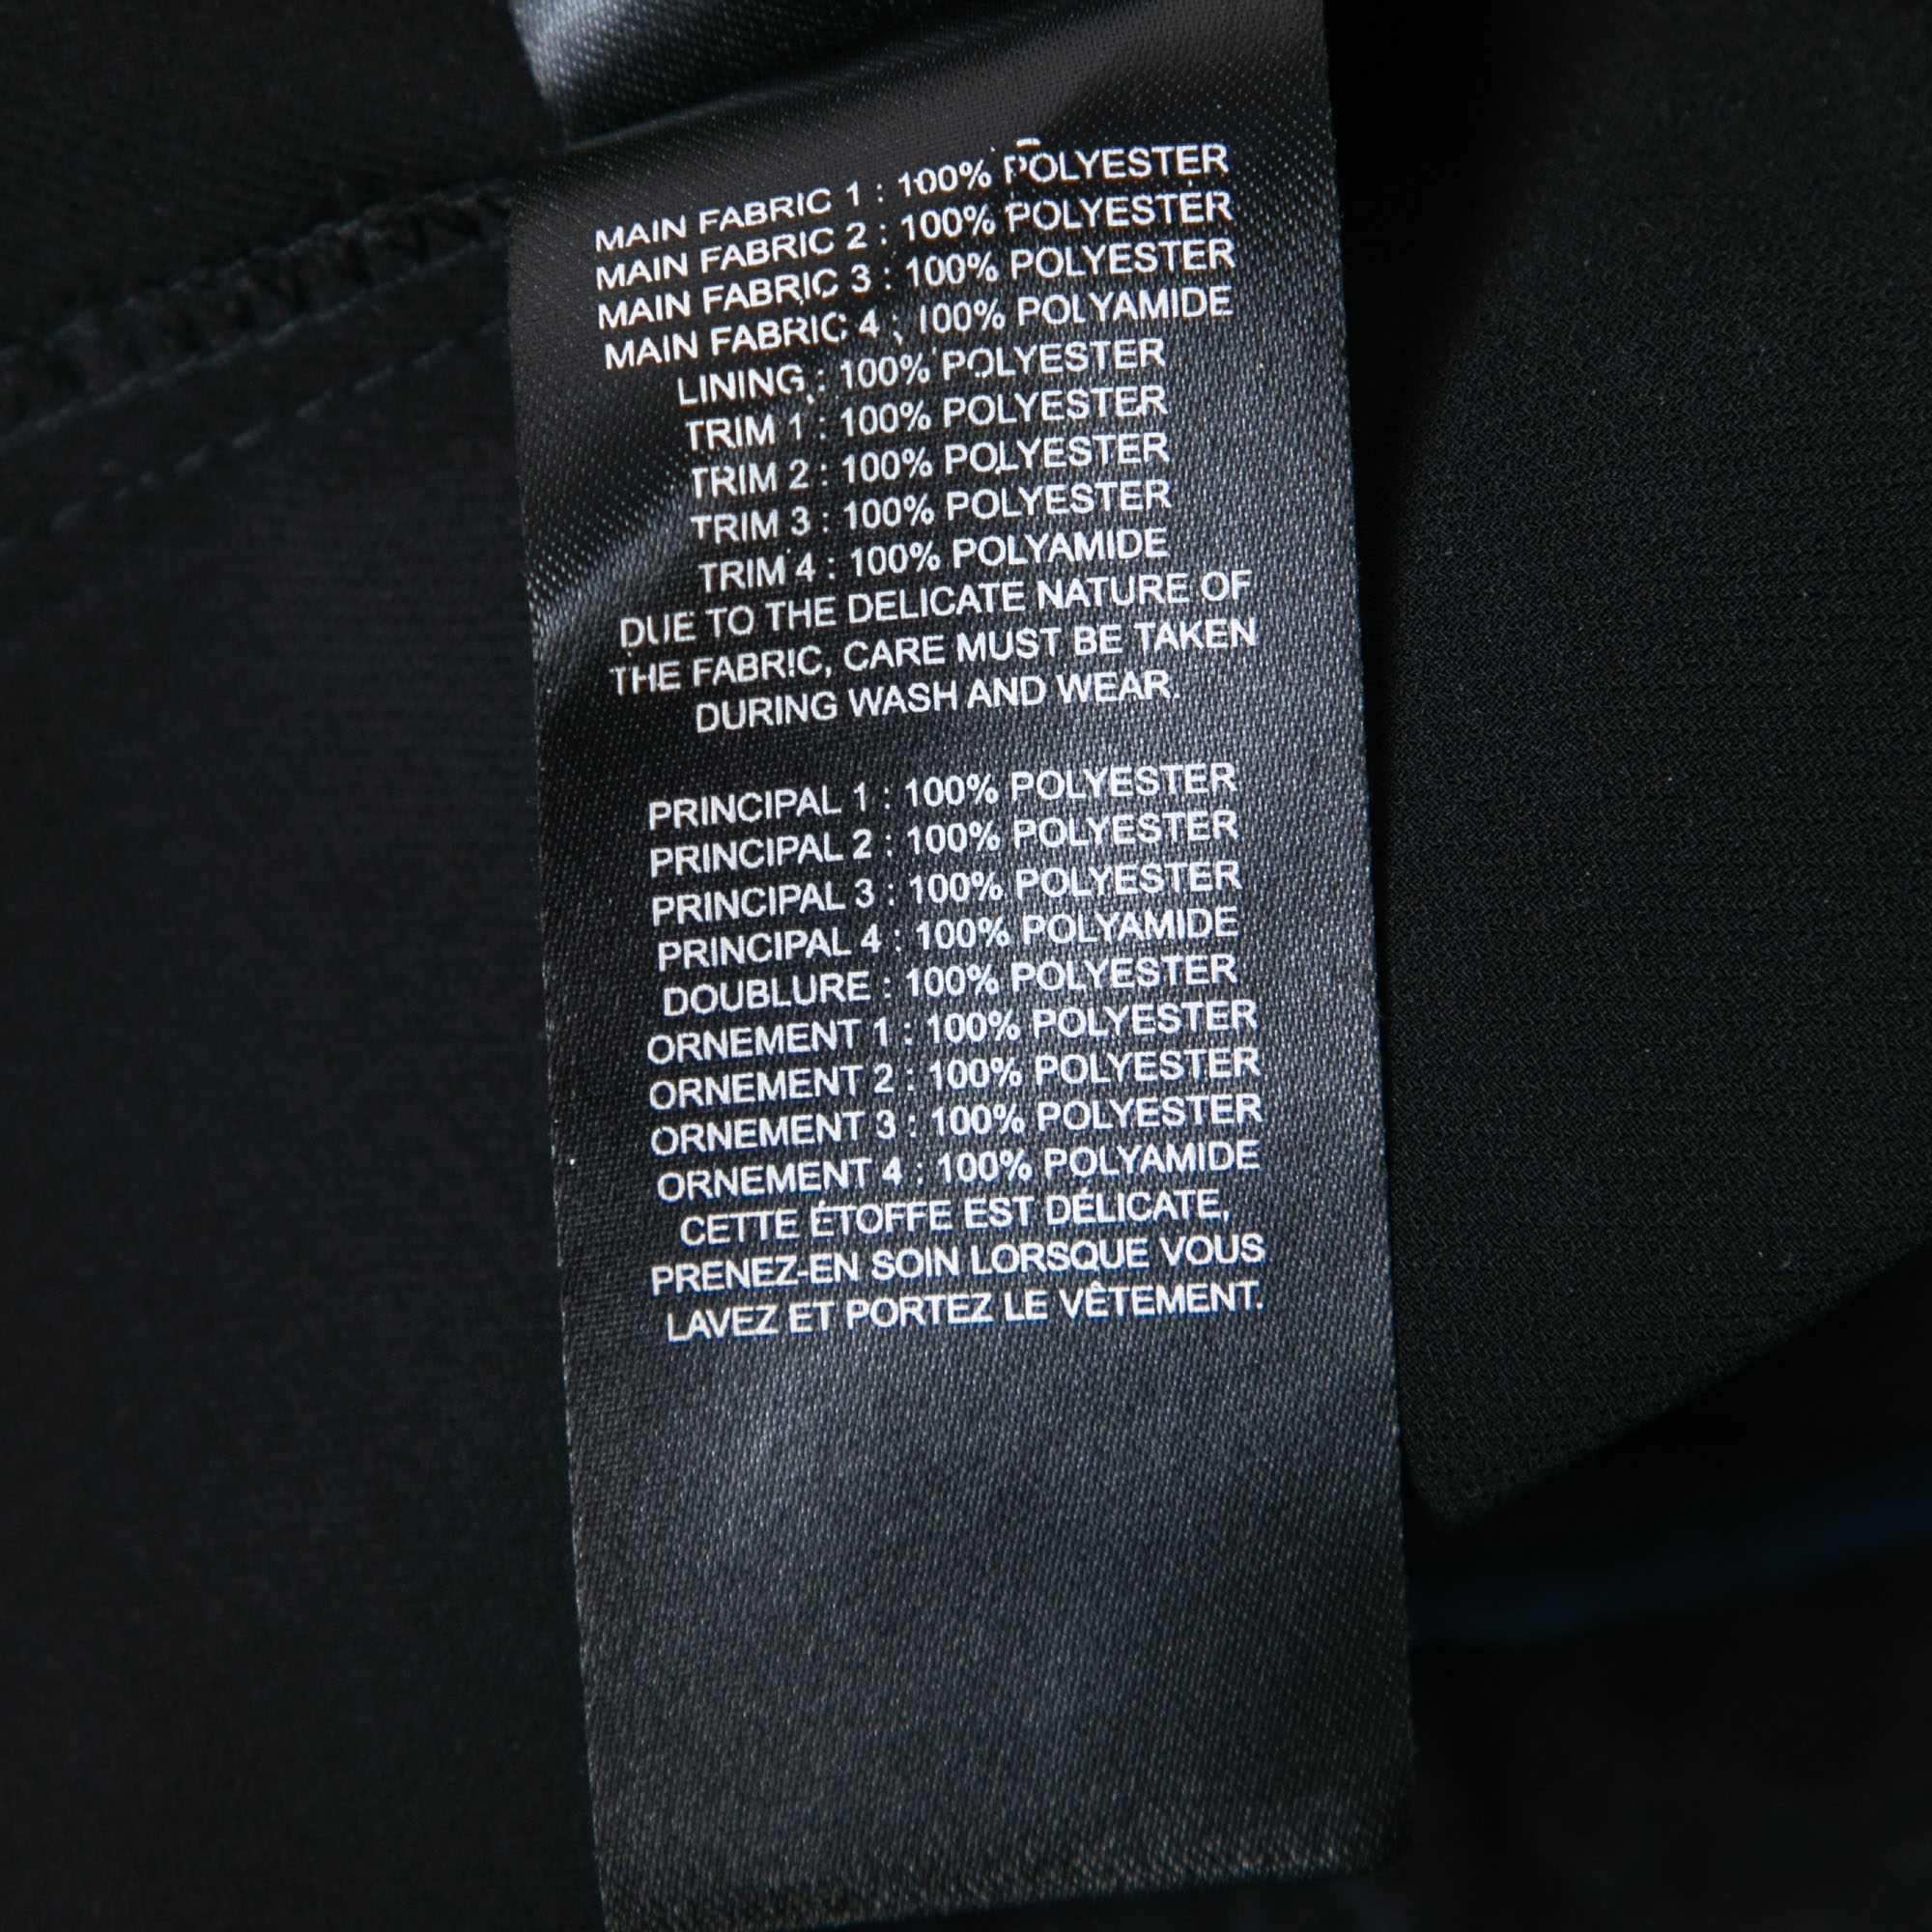 MAIN FABRIC 1 : 100% POLYESTER
MAIN FABRIC 2 : 100% POLYESTER
MAIN FABRIC 3 : 100% POLYESTER
MAIN FABRIC 4 : 100% POLYAMIDE
LINING : 100% POLYESTER
TRIM 1 : 100% POLYESTER
TRIM 2 : 100% POLYESTER
TRIM 3 : 100% POLYESTER
TRIM 4 : 100% POLYAMIDE
DUE TO THE DELICATE NATURE OF
THE FABRIC, CARE MUST BE TAKEN
DURING WASH AND WEAR.
PRINCIPAL 1 : 100% POLYESTER
PRINCIPAL 2 : 100% POLYESTER
PRINCIPAL 3 : 100% POLYESTER
PRINCIPAL 4 : 100% POLYAMIDE
DOUBLURE : 100% POLYESTER
ORNEMENT 1 : 100% POLYESTER
ORNEMENT 2 : 100% POLYESTER
ORNEMENT 3 : 100% POLYESTER
ORNEMENT 4 : 100% POLYAMIDE
CETTE ÉTOFFE EST DÉLICATE,
PRENEZ-EN SOIN LORSQUE VOUS
LAVEZ ET PORTEZ LE VÊTEMENT.